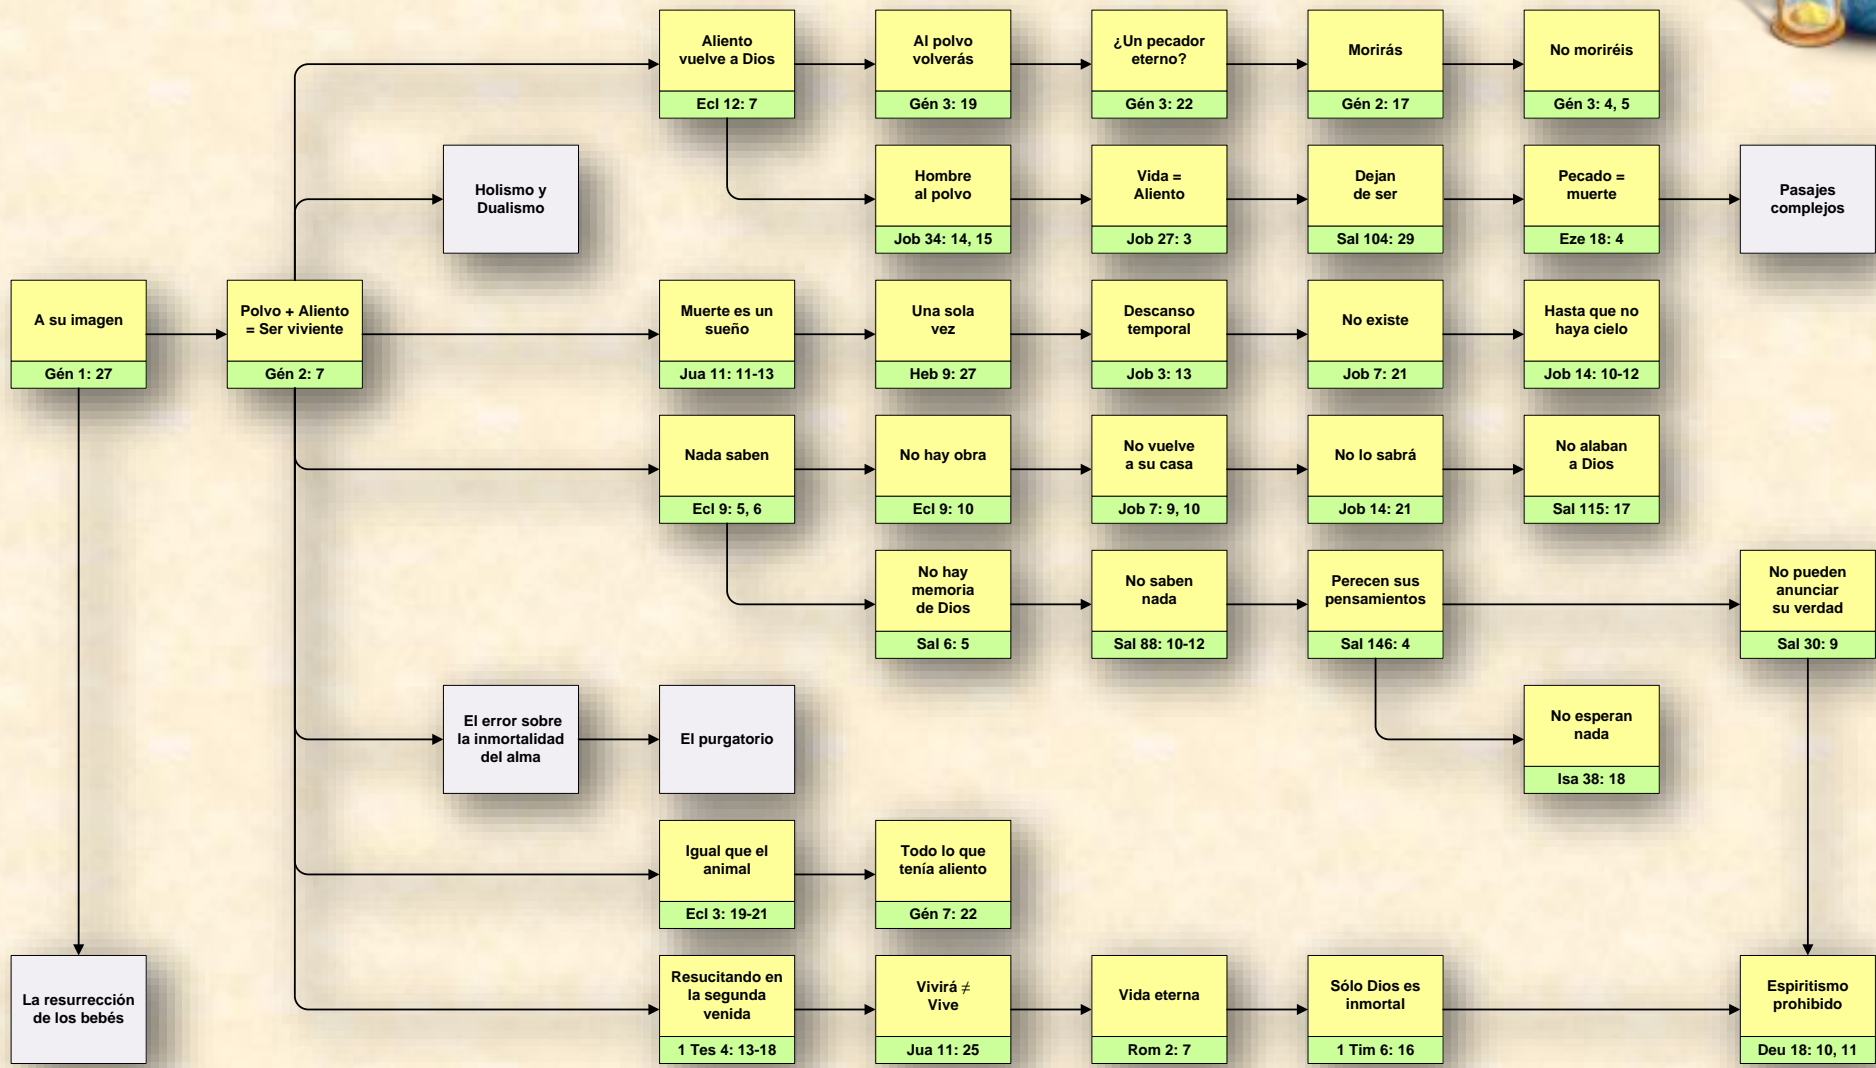 Aliento
vuelve a Dios
Ecl 12: 7
Al polvo
volverás
Gén 3: 19
¿Un pecador
eterno?
Gén 3: 22
Morirás
Gén 2: 17
No moriréis
Gén 3: 4, 5
Holismo y
Dualismo
Hombre
al polvo
Job 34: 14, 15
Vida =
Aliento
Job 27: 3
Dejan
de ser
Sal 104: 29
Pecado =
muerte
Eze 18: 4
Pasajes
complejos
A su imagen
Gén 1: 27
Polvo + Aliento
= Ser viviente
Gén 2: 7
Muerte es un
sueño
Jua 11: 11-13
Una sola
vez
Heb 9: 27
Descanso
temporal
Job 3: 13
No existe
Job 7: 21
Hasta que no
haya cielo
Job 14: 10-12
Nada saben
Ecl 9: 5, 6
No hay obra
Ecl 9: 10
No vuelve
a su casa
Job 7: 9, 10
No lo sabrá
Job 14: 21
No alaban
a Dios
Sal 115: 17
No hay
memoria
de Dios
Sal 6: 5
No saben
nada
Sal 88: 10-12
Perecen sus
pensamientos
Sal 146: 4
No pueden
anunciar
su verdad
Sal 30: 9
El error sobre
la inmortalidad
del alma
El purgatorio
No esperan
nada
Isa 38: 18
Igual que el
animal
Ecl 3: 19-21
Todo lo que
tenía aliento
Gén 7: 22
La resurrección
de los bebés
Resucitando en
la segunda
venida
1 Tes 4: 13-18
Vivirá ≠
Vive
Jua 11: 25
Vida eterna
Rom 2: 7
Sólo Dios es
inmortal
1 Tim 6: 16
Espiritismo
prohibido
Deu 18: 10, 11